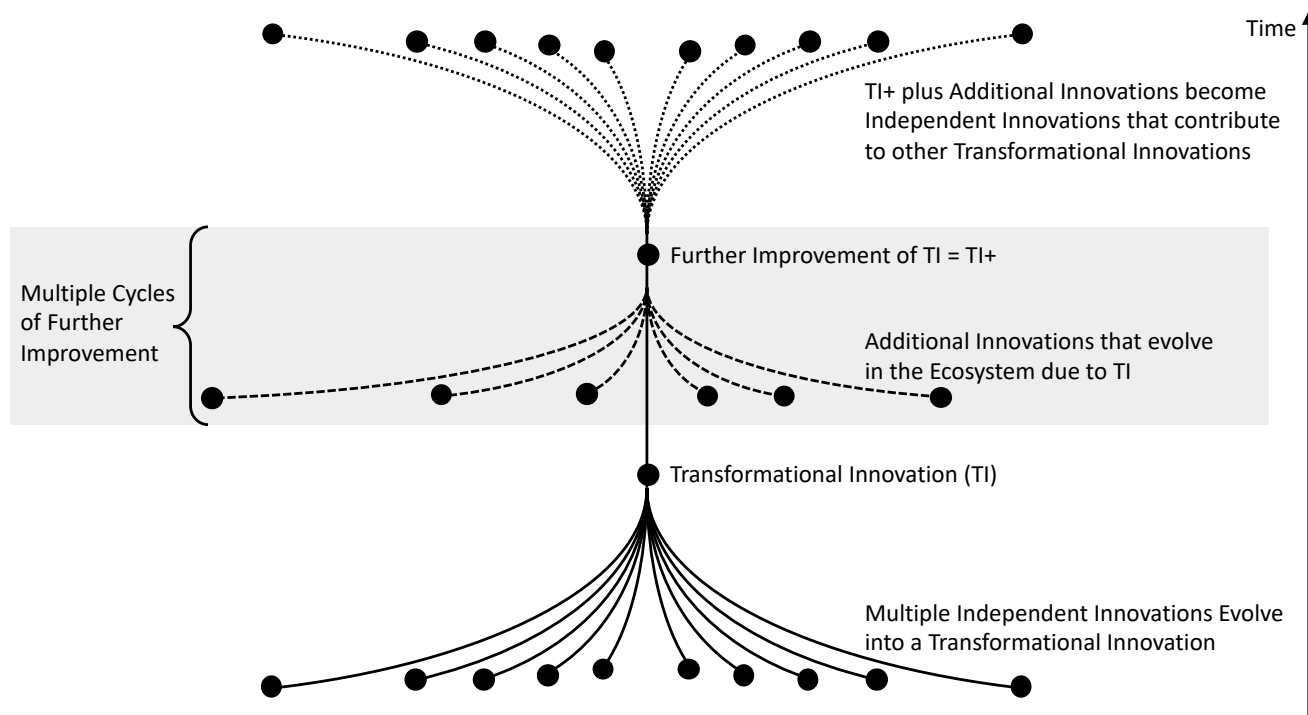 Time
TI+ plus Additional Innovations become
Independent Innovations that contribute
to other Transformational Innovations
Further Improvement of TI = TI+
Multiple Cycles
of Further
Improvement
Additional Innovations that evolve
in the Ecosystem due to TI
Transformational Innovation (TI)
Multiple Independent Innovations Evolve
into a Transformational Innovation